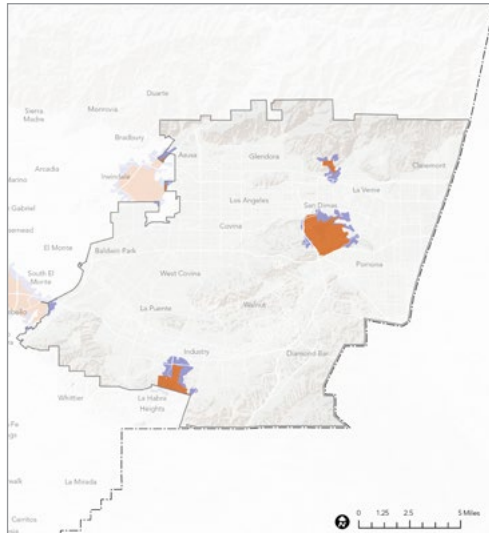 Duarte
Sierra
Madre
Monrovia
Bradbury
Azusa
Glendora
Claremont
Arcadia
Irwindale
Marino
La Verne
Los Angeles
San Dimas
Gabriel
Covina
El Monte
Baldwin Park
Pomona
South El
Monte
West Covina
La Puente
Walnut
Industry
Diamond Bar
Whittier
La Habra
Heights
La Mirada
Cerritos
0 1.25 2.5 5 Miles